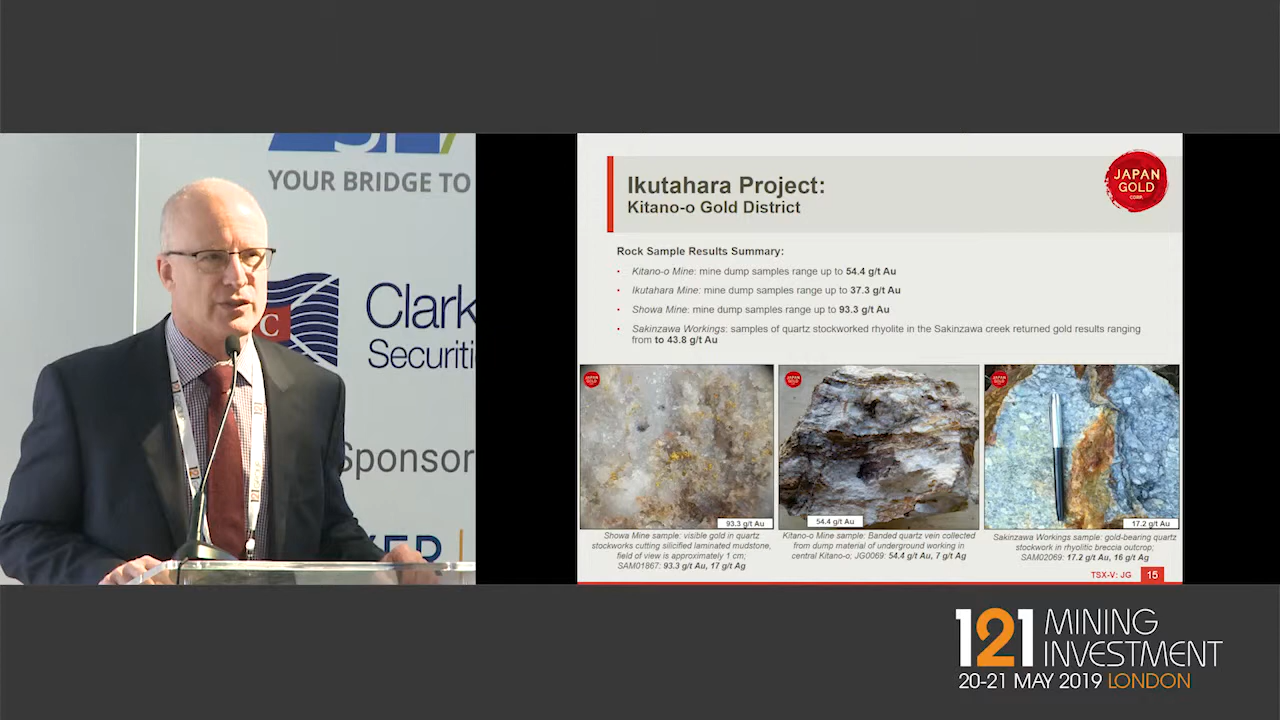 YOUR BRIDGE TO
C
Clark
Securiti
Sponsor
121
Ikutahara Project:
Kitano-o Gold District
JAPAN
GOLD
CORP.
Rock Sample Results Summary:
• Kitano-o Mine: mine dump samples range up to 54.4 g/t Au
• Ikutahara Mine: mine dump samples range up to 37.3 g/t Au
• Showa Mine: mine dump samples range up to 93.3 g/t Au
• Sakinzawa Workings: samples of quartz stockworked rhyolite in the Sakinzawa creek returned gold results ranging
from to 43.8 g/t Au
JAPAN
GOLD
93.3 g/t Au
Showa Mine sample: visible gold in quartz
stockworks cutting silicified laminated mudstone,
field of view is approximately 1 cm;
SAM01867: 93.3 g/t Au, 17 g/t Ag
JAPAN
GOLD
54.4 g/t Au
Kitano-o Mine sample: Banded quartz vein collected
from dump material of underground working in
central Kitano-o; JG0069: 54.4 g/t Au, 7 g/t Ag
JAPAN
GOLD
17.2 g/t Au
Sakinzawa Workings sample: gold-bearing quartz
stockwork in rhyolitic breccia outcrop;
SAM02069: 17.2 g/t Au, 16 g/t Ag
TSX-V: JG 15
121 MINING
INVESTMENT
20-21 MAY 2019 LONDON